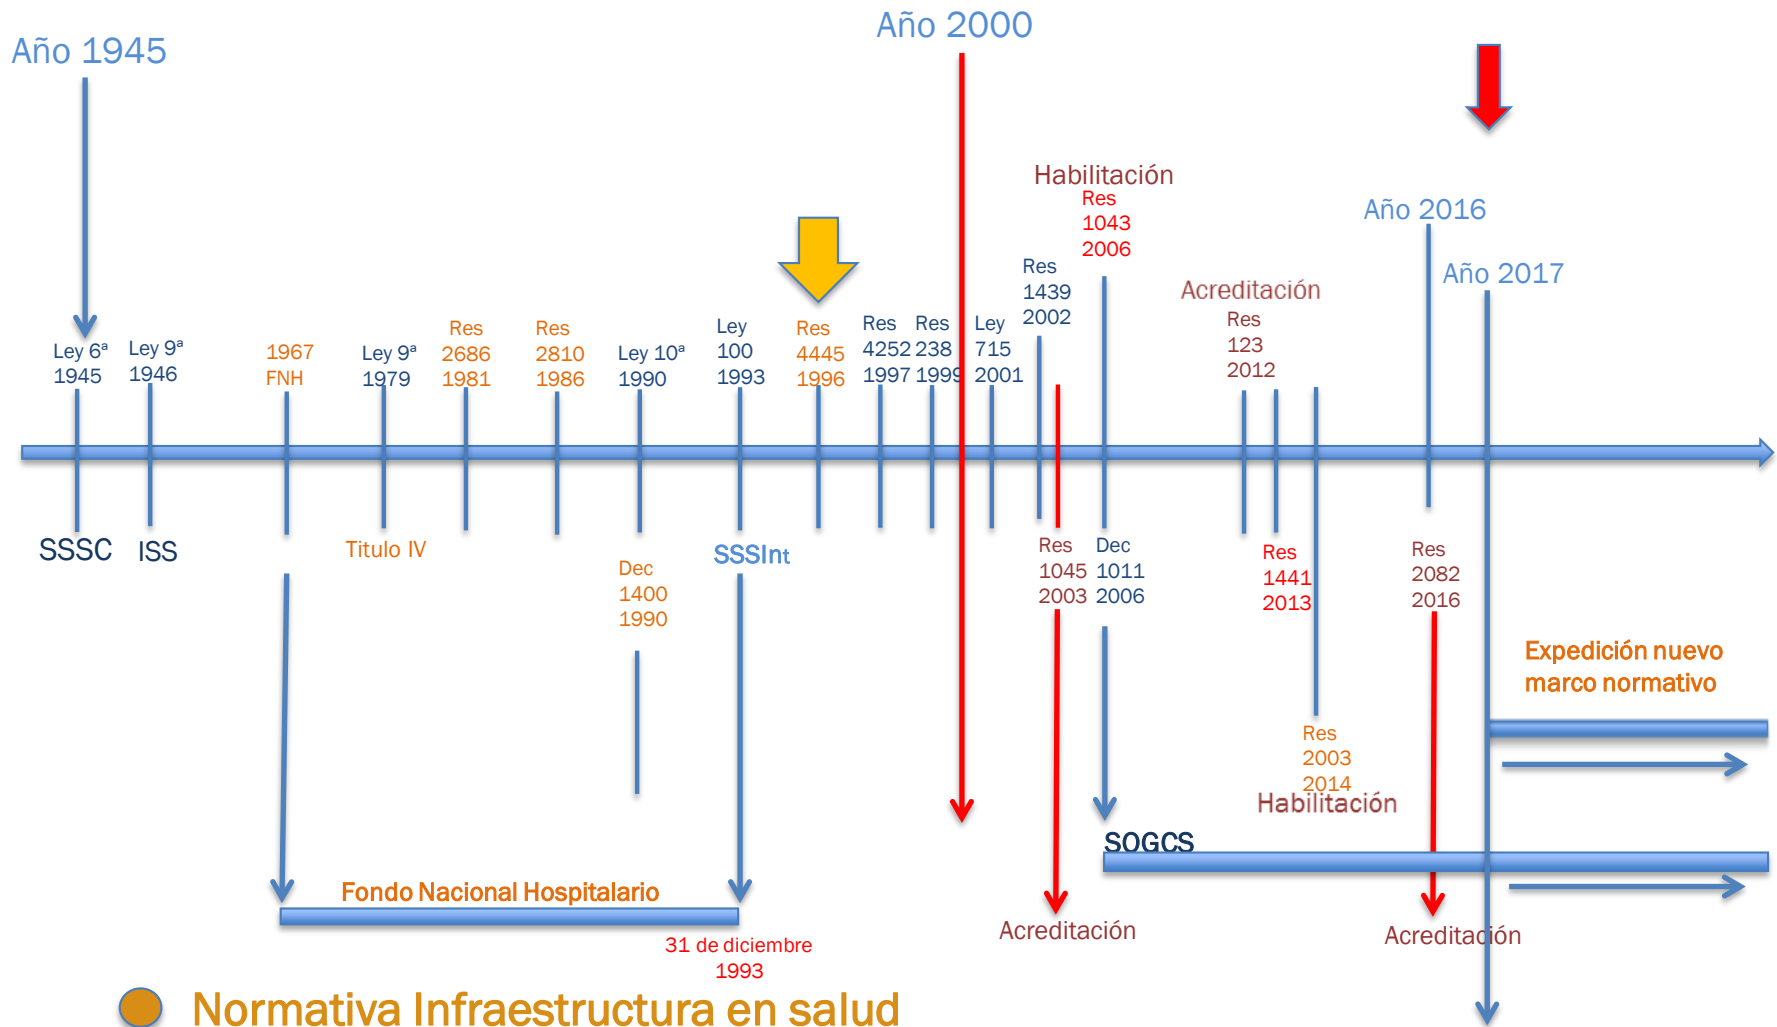 Año 1945
Año 2000
Habilitación
Res
1043
2006
Año 2016
Año 2017
Acreditación
Ley 6ª
1945
Ley 9ª
1946
1967
FNH
Ley 9ª
1979
Res
2686
1981
Res
2810
1986
Ley 10ª
1990
Ley
100
1993
Res
4445
1996
Res
4252
1997
Res
238
1999
Ley
715
2001
Res
1439
2002
Res
123
2012
SSSC
ISS
Titulo IV
Dec
1400
1990
SSSInt
Res
1045
2003
Dec
1011
2006
Res
1441
2013
Res
2082
2016
Expedición nuevo
marco normativo
Res
2003
2014
Habilitación
SOGCS
Fondo Nacional Hospitalario
31 de diciembre
1993
Acreditación
Acreditación
Normativa Infraestructura en salud